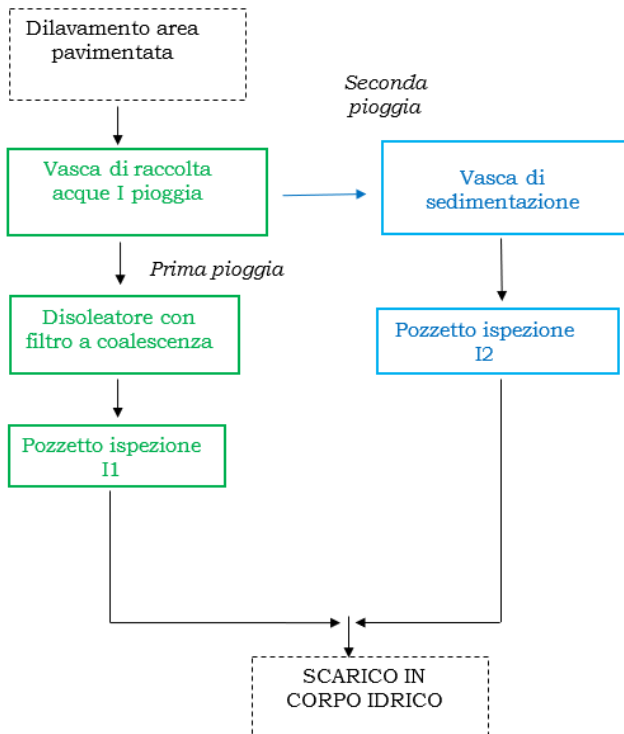 Dilavamento area
pavimentata
Seconda
pioggia
Vasca di raccolta
acque I pioggia
Vasca di
sedimentazione
Prima pioggia
Disoleatore con
filtro a coalescenza
Pozzetto ispezione
I2
Pozzetto ispezione
I1
SCARICO IN
CORPO IDRICO